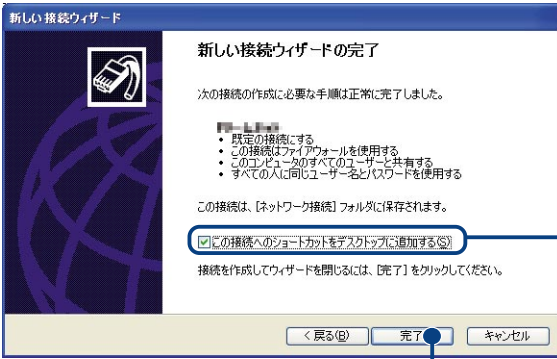 新しい接続ウィザード
新しい接続ウィザードの完了
次の接続の作成に必要な手順は正常に完了しました。
• 既定の接続にする
• この接続はファイアウォールを使用する
• このコンピュータのすべてのユーザーと共有する
• すべての人に同じユーザー名とパスワードを使用する
この接続は、[ネットワーク接続] フォルダに保存されます。
この接続へのショートカットをデスクトップに追加する(S)
接続を作成してウィザードを閉じるには、[完了] をクリックしてください。
< 戻る(B)
完了
キャンセル